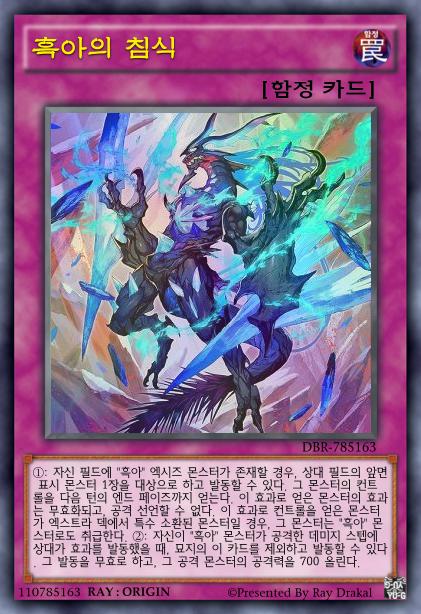 흑아의 침식
함정
罠
[함정 카드]
DBR-785163
①: 자신 필드에 "흑아" 엑시즈 몬스터가 존재할 경우, 상대 필드의 앞면
표시 몬스터 1장을 대상으로 하고 발동할 수 있다. 그 몬스터의 컨트
롤을 다음 턴의 엔드 페이즈까지 얻는다. 이 효과로 얻은 몬스터의 효과
는 무효화되고, 공격 선언할 수 없다. 이 효과로 컨트롤을 얻은 몬스터
가 엑스트라 덱에서 특수 소환된 몬스터일 경우, 그 몬스터는 "흑아" 몬
스터로도 취급한다. ②: 자신이 "흑아" 몬스터가 공격한 데미지 스텝에
상대가 효과를 발동했을 때, 묘지의 이 카드를 제외하고 발동할 수 있다
. 그 발동을 무효로 하고, 그 공격 몬스터의 공격력을 700 올린다.
110785163 RAY : ORIGIN ©Presented By Ray Drakal